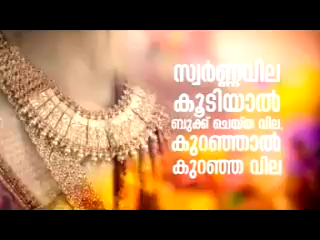 സ്വർണ്ണവില
കൂടിയാൽ
ബുക്ക് ചെയ്ത വില,
കുറഞ്ഞാൽ
കുറഞ്ഞ വില